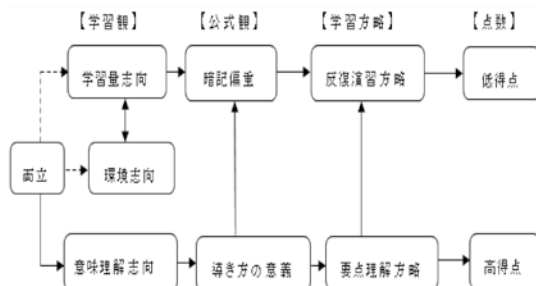 【学習観】 【公式観】 【学習方略】 【点数】
学習量志向 暗記偏重 反復演習方略 低得点
両立 環境志向
意味理解志向 導き方の意義 要点理解方略 高得点